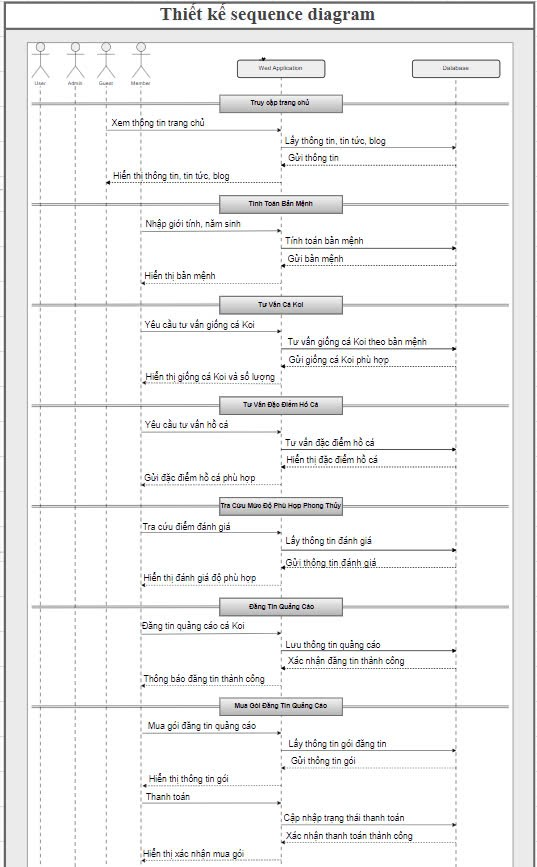 Thiết kế sequence diagram
User
Admin
Guest
Member
Wed Application
Database
Truy cập trang chủ
Xem thông tin trang chủ
Lấy thông tin, tin tức, blog
Gửi thông tin
Hiển thị thông tin, tin tức, blog
Tính Toán Bản Mệnh
Nhập giới tính, năm sinh
Tính toán bản mệnh
Gửi bản mệnh
Hiển thị bản mệnh
Tư Vấn Cá Koi
Yêu cầu tư vấn giống cá Koi
Tư vấn giống cá Koi theo bản mệnh
Gửi giống cá Koi phù hợp
Hiển thị giống cá Koi và số lượng
Tư Vấn Đặc Điểm Hồ Cá
Yêu cầu tư vấn hồ cá
Tư vấn đặc điểm hồ cá
Hiển thị đặc điểm hồ cá
Gửi đặc điểm hồ cá phù hợp
Tra Cứu Mức Độ Phù Hợp Phong Thủy
Tra cứu điểm đánh giá
Lấy thông tin đánh giá
Gửi thông tin đánh giá
Hiển thị đánh giá độ phù hợp
Đăng Tin Quảng Cáo
Đăng tin quảng cáo cá Koi
Lưu thông tin quảng cáo
Xác nhận đăng tin thành công
Thông báo đăng tin thành công
Mua Gói Đăng Tin Quảng Cáo
Mua gói đăng tin quảng cáo
Lấy thông tin gói đăng tin
Gửi thông tin gói
Hiển thị thông tin gói
Thanh toán
Cập nhập trạng thái thanh toán
Xác nhận thanh toán thành công
Hiển thị xác nhận mua gói